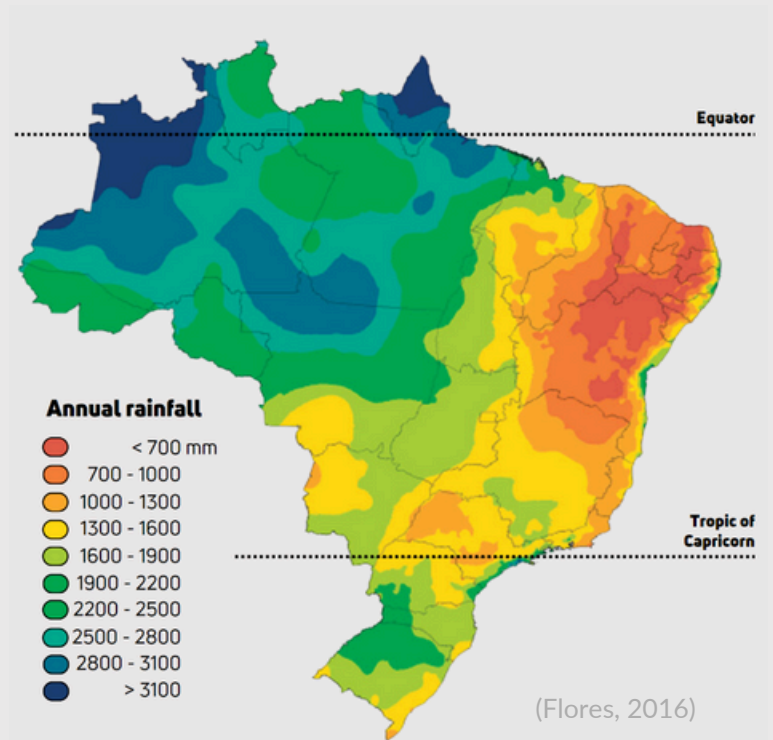 Equator
Annual rainfall
< 700 mm
700 - 1000
1000 - 1300
1300 - 1600
1600 - 1900
1900 - 2200
2200 - 2500
2500 - 2800
2800 - 3100
> 3100
Tropic of
Capricorn
(Flores, 2016)